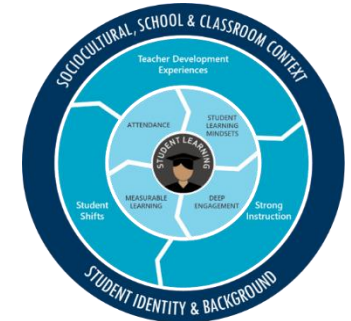 SOCIOCULTURAL, SCHOOL & CLASSROOM CONTEXT
Teacher Development
Experiences
ATTENDANCE
STUDENT
LEARNING
MINDSETS
STUDENT LEARNING
MEASURABLE
LEARNING
DEEP
ENGAGEMENT
Student
Shifts
Strong
Instruction
STUDENT IDENTITY & BACKGROUND